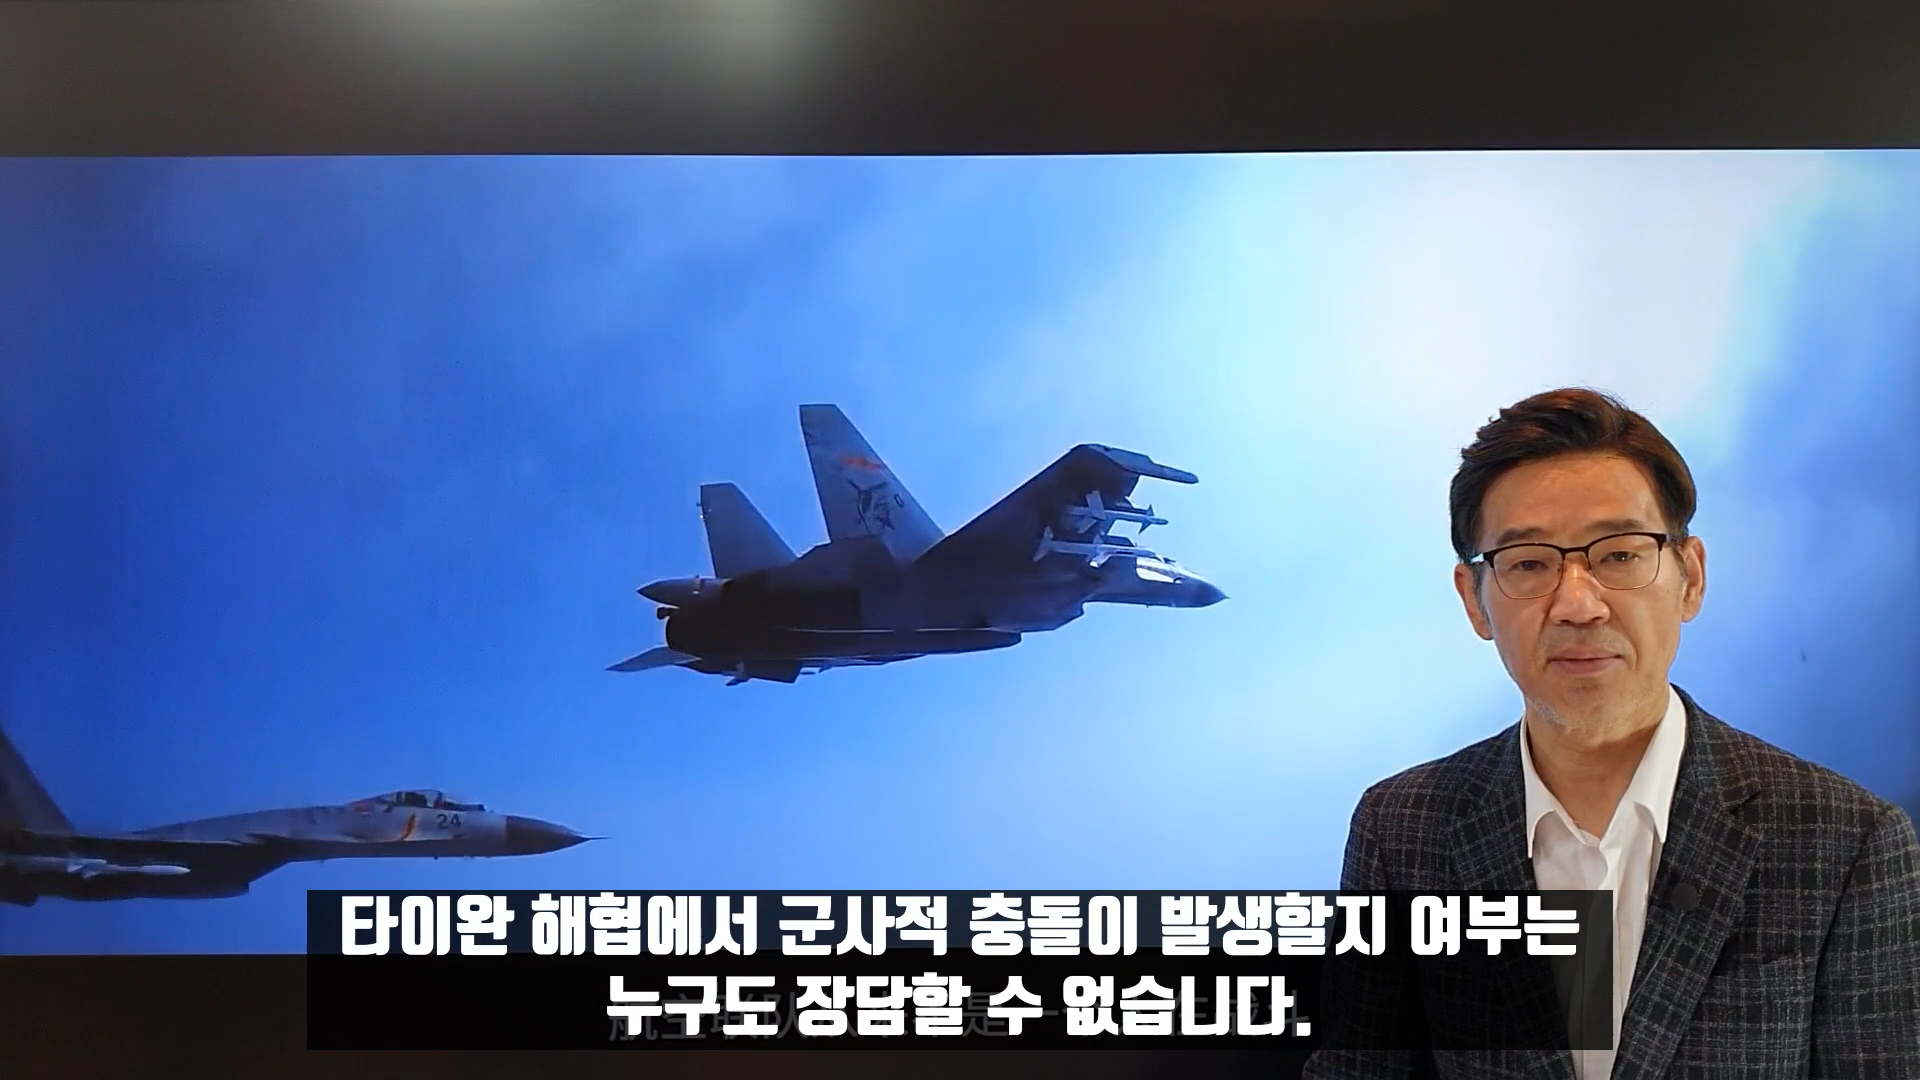 24
타이완 해협에서 군사적 충돌이 발생할지 여부는
누구도 장담할 수 없습니다.